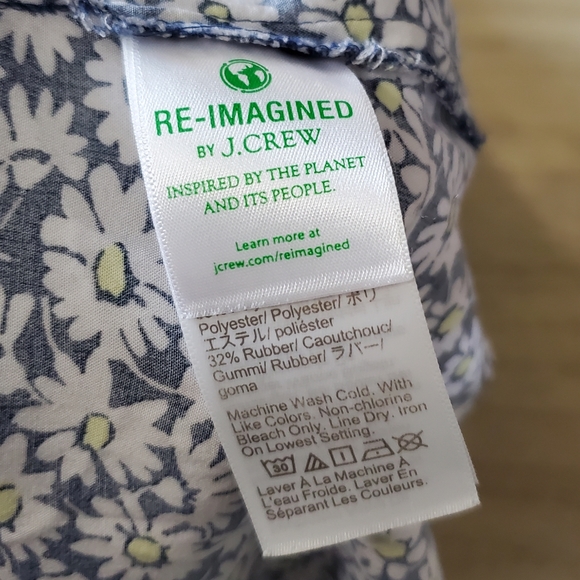 RE-IMAGINED
BY J.CREW
INSPIRED BY THE PLANET
AND ITS PEOPLE.
Learn more at
jcrew.com/reimagined
Polyester/ Polyester/ ポリ
エステル/ poliéster
32% Rubber/ Caoutchouc/
Gummi/ Rubber/ ラバー/
goma
Machine Wash Cold. With
Like Colors. Non-chlorine
Bleach Only. Line Dry. Iron
On Lowest Setting.
30
Laver À La Machine À
L'eau Froide. Laver En
Séparant Les Couleurs.